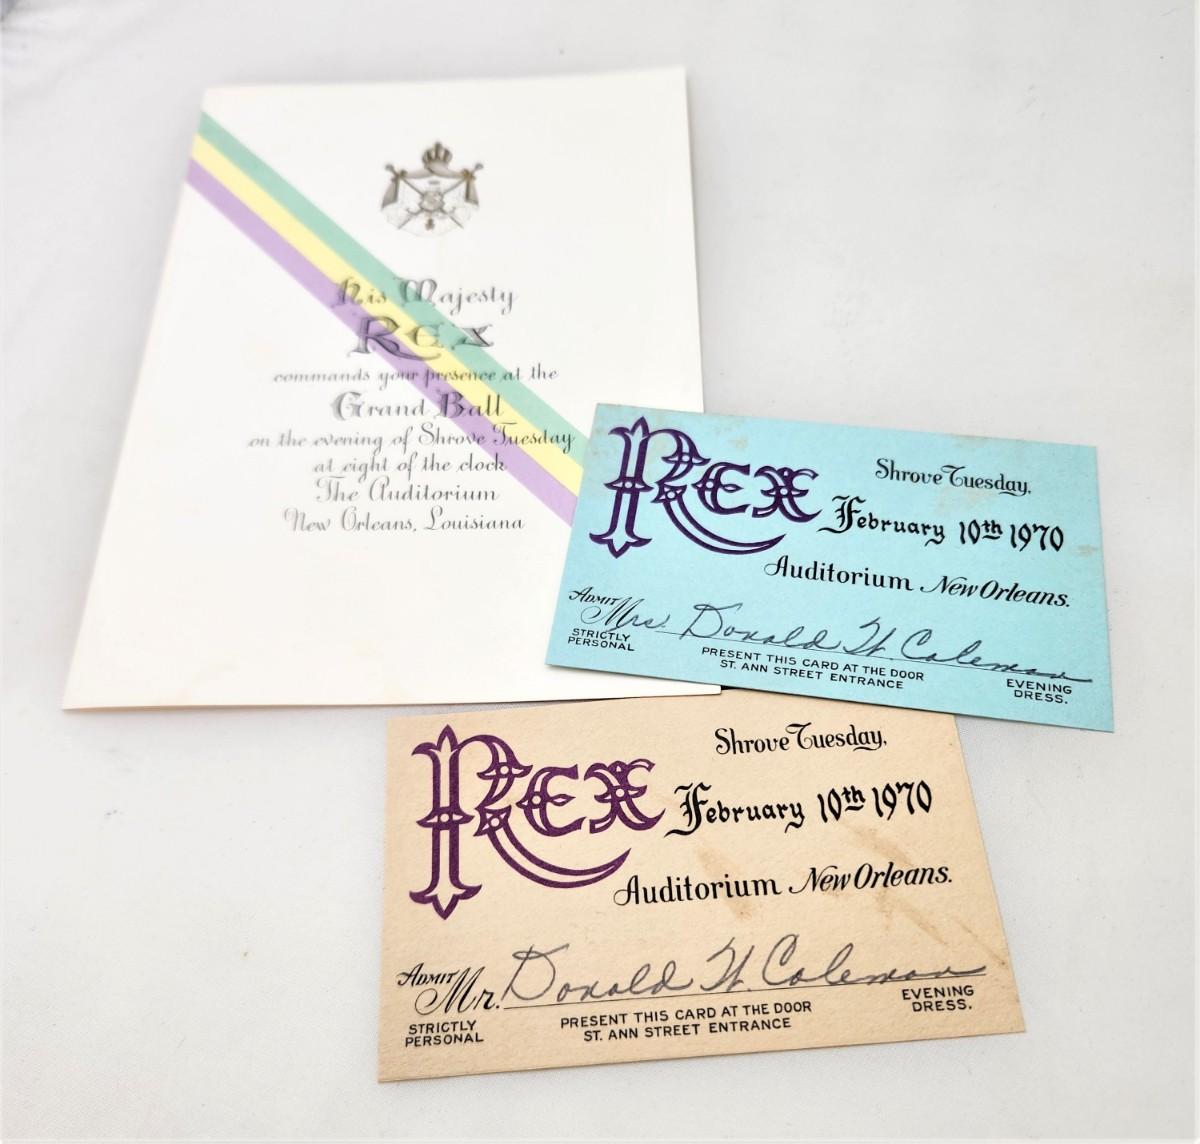 His Majesty
REX
commands your presence at the
Grand Ball
on the evening of Shrove Tuesday
at eight of the clock
The Auditorium
New Orleans, Louisiana
REX
Shrove Tuesday,
February 10th 1970
Auditorium New Orleans.
ADMIT Mrs. Donald H. Coleman
STRICTLY PERSONAL
PRESENT THIS CARD AT THE DOOR
ST. ANN STREET ENTRANCE
EVENING DRESS.
REX
Shrove Tuesday,
February 10th 1970
Auditorium New Orleans.
ADMIT Mr. Donald H. Coleman
STRICTLY PERSONAL
PRESENT THIS CARD AT THE DOOR
ST. ANN STREET ENTRANCE
EVENING DRESS.